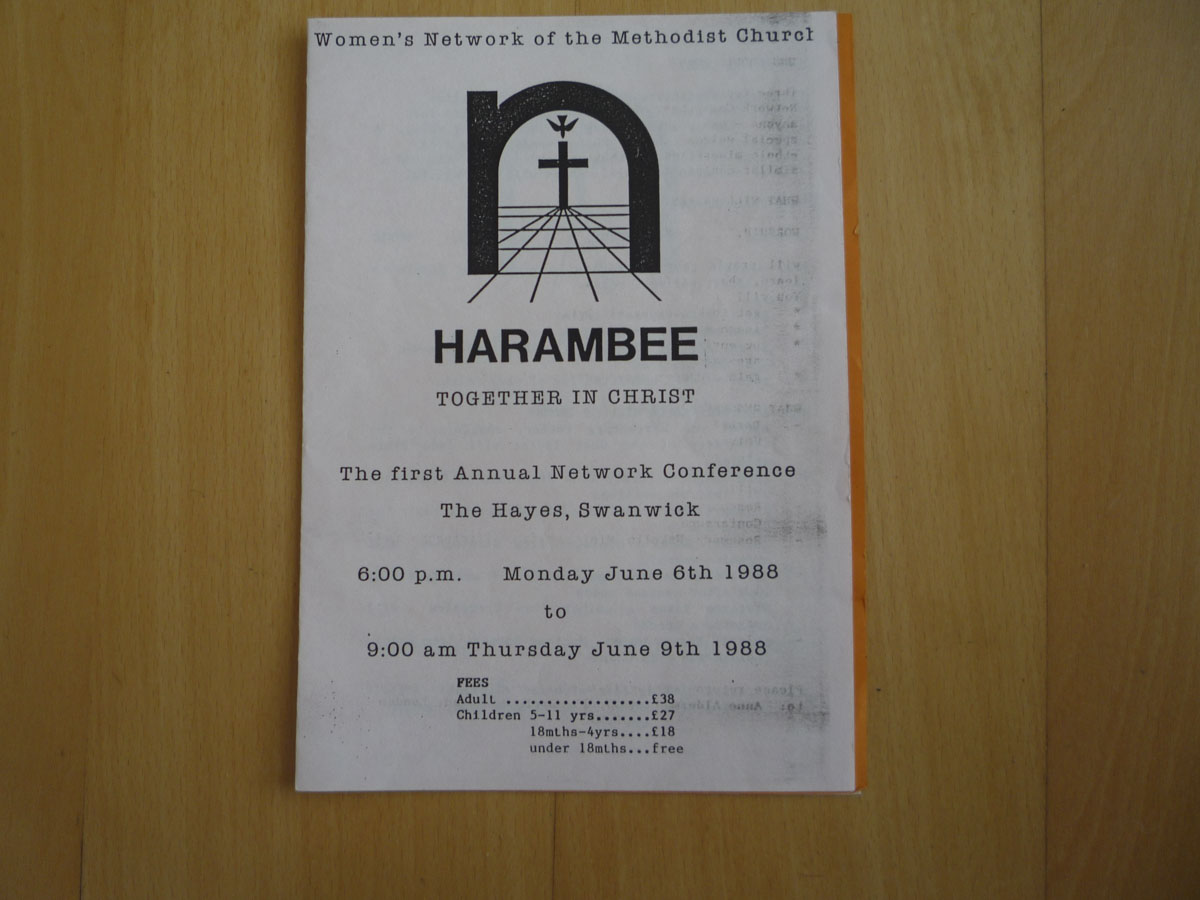 Women's Network of the Methodist Church
n
HARAMBEE
TOGETHER IN CHRIST
The first Annual Network Conference
The Hayes, Swanwick
6:00 p.m. Monday June 6th 1988
to
9:00 am Thursday June 9th 1988
FEES
Adult ..................£38
Children 5-11 yrs.......£27
18mths-4yrs....£18
under 18mths...free